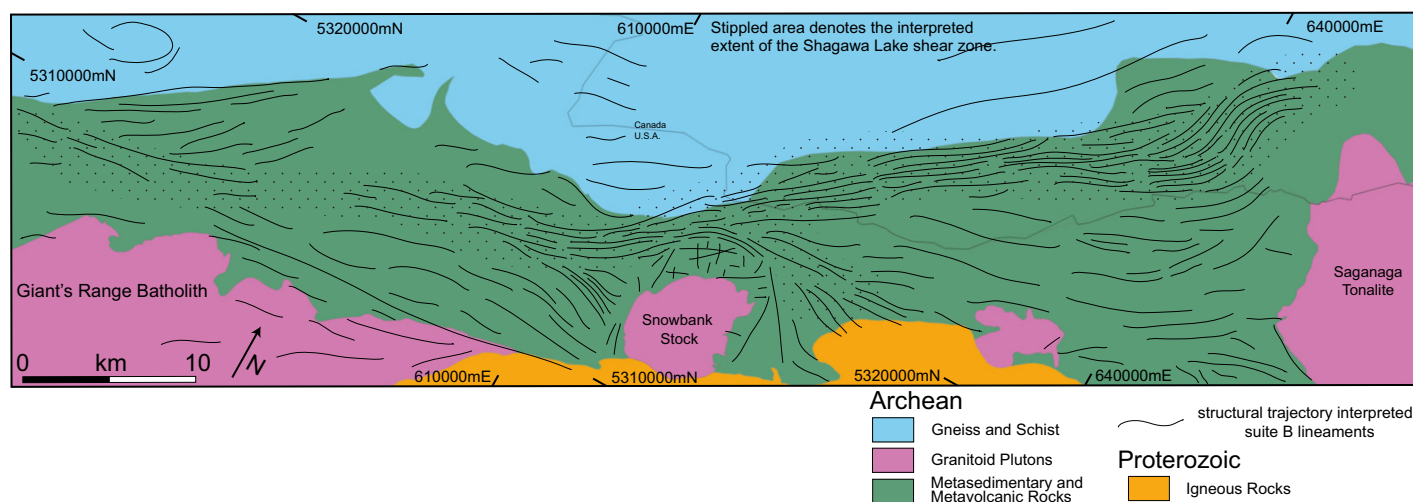 5320000mN
610000mE
Stippled area denotes the interpreted
extent of the Shagawa Lake shear zone.
640000mE
5310000mN
Canada
U.S.A.
Giant's Range Batholith
Saganaga
Tonalite
Snowbank
Stock
0 km 10
N
610000mE
5310000mN
5320000mN
640000mE
Archean
Gneiss and Schist
Granitoid Plutons
Metasedimentary and
Metavolcanic Rocks
structural trajectory interpreted
suite B lineaments
Proterozoic
Igneous Rocks